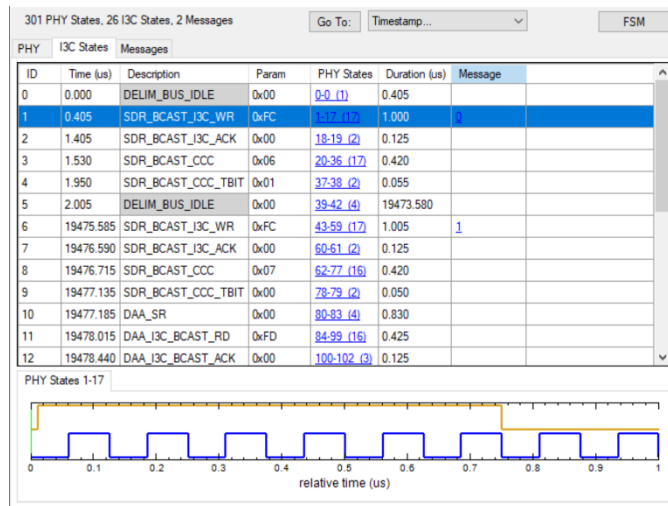 301 PHY States, 26 I3C States, 2 Messages Go To: Timestamp... FSM
PHY I3C States Messages
ID Time (us) Description Param PHY States Duration (us) Message
0 0.000 DELIM_BUS_IDLE 0x00 0-0 (1) 0.405
1 0.405 SDR_BCAST_I3C_WR 0xFC 1-17 (17) 1.000 0
2 1.405 SDR_BCAST_I3C_ACK 0x00 18-19 (2) 0.125
3 1.530 SDR_BCAST_CCC 0x06 20-36 (17) 0.420
4 1.950 SDR_BCAST_CCC_TBIT 0x01 37-38 (2) 0.055
5 2.005 DELIM_BUS_IDLE 0x00 39-42 (4) 19473.580
6 19475.585 SDR_BCAST_I3C_WR 0xFC 43-59 (17) 1.005 1
7 19476.590 SDR_BCAST_I3C_ACK 0x00 60-61 (2) 0.125
8 19476.715 SDR_BCAST_CCC 0x07 62-77 (16) 0.420
9 19477.135 SDR_BCAST_CCC_TBIT 0x00 78-79 (2) 0.050
10 19477.185 DAA_SR 0x00 80-83 (4) 0.830
11 19478.015 DAA_I3C_BCAST_RD 0xFD 84-99 (16) 0.425
12 19478.440 DAA_I3C_BCAST_ACK 0x00 100-102 (3) 0.125
PHY States 1-17
0 0.1 0.2 0.3 0.4 0.5 0.6 0.7 0.8 0.9 1
relative time (us)